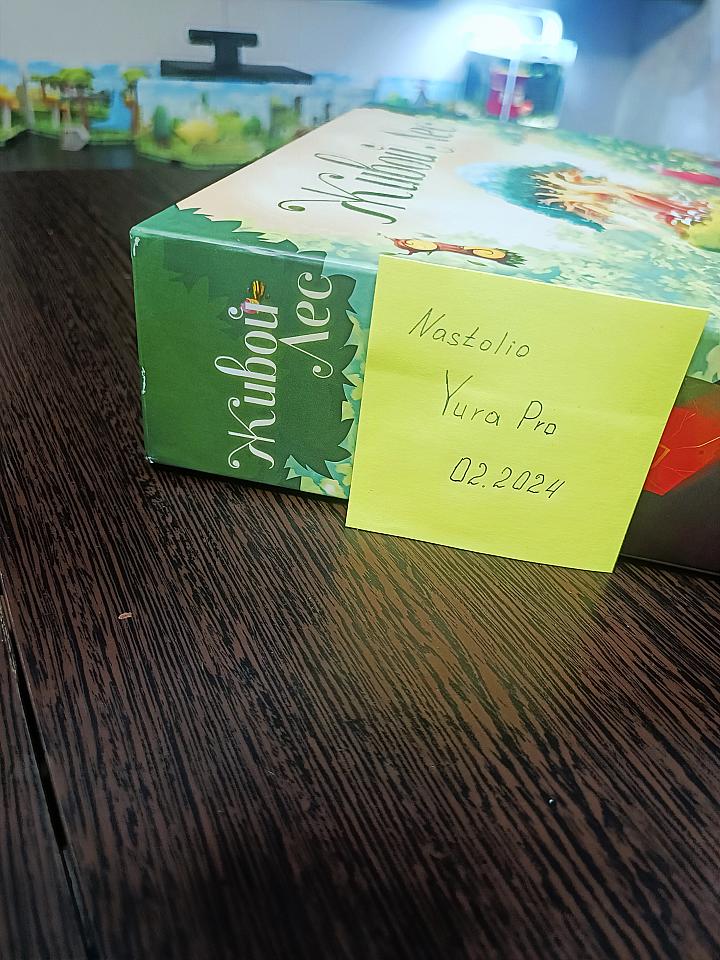 Живой Лес
Живой
Лес
Nastolio
Yura Pro
02.2024